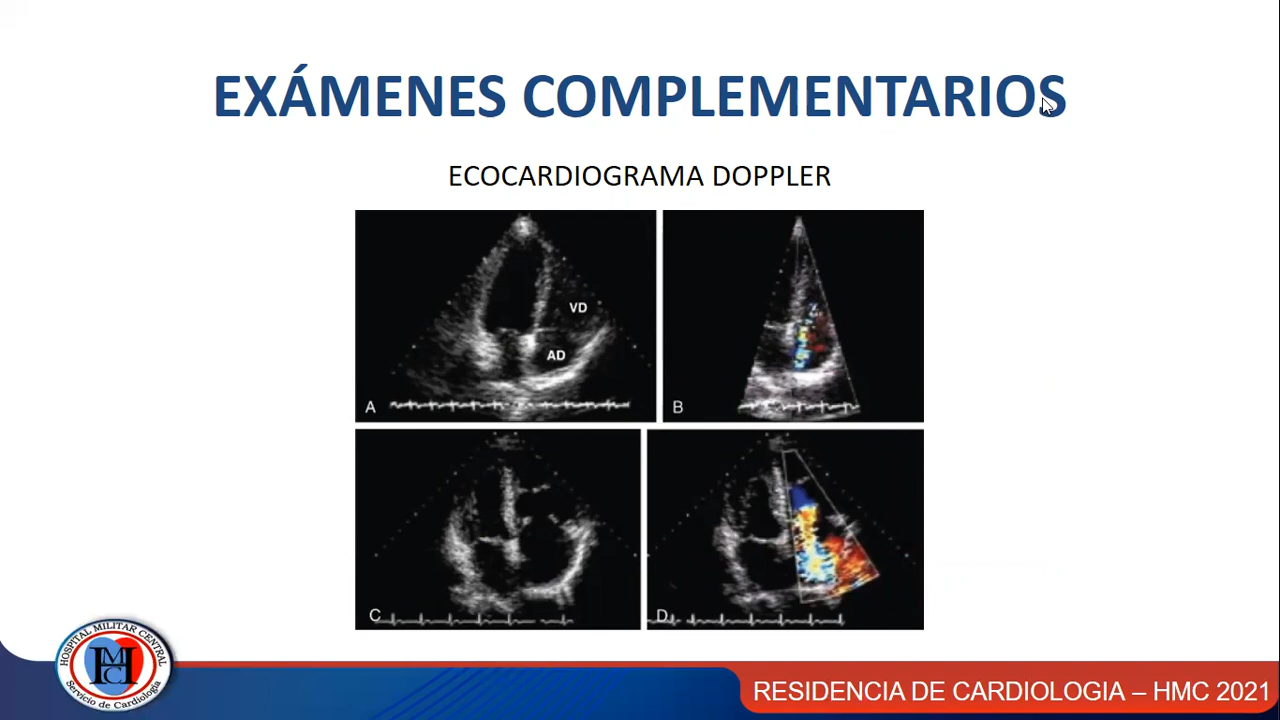 EXÁMENES COMPLEMENTARIOS
ECOCARDIOGRAMA DOPPLER
VD
AD
A
B
C
D
HOSPITAL MILITAR CENTRAL
HMC
Servicio de Cardiología
RESIDENCIA DE CARDIOLOGIA – HMC 2021